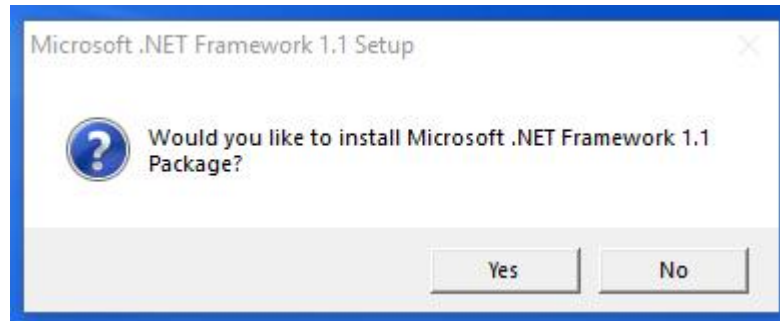 Microsoft .NET Framework 1.1 Setup
?
Would you like to install Microsoft .NET Framework 1.1
Package?
Yes No